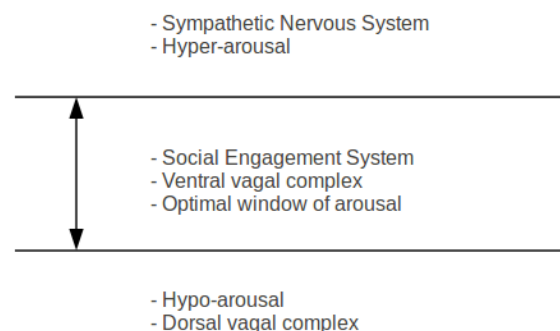 - Sympathetic Nervous System
- Hyper-arousal
- Social Engagement System
- Ventral vagal complex
- Optimal window of arousal
- Hypo-arousal
- Dorsal vagal complex